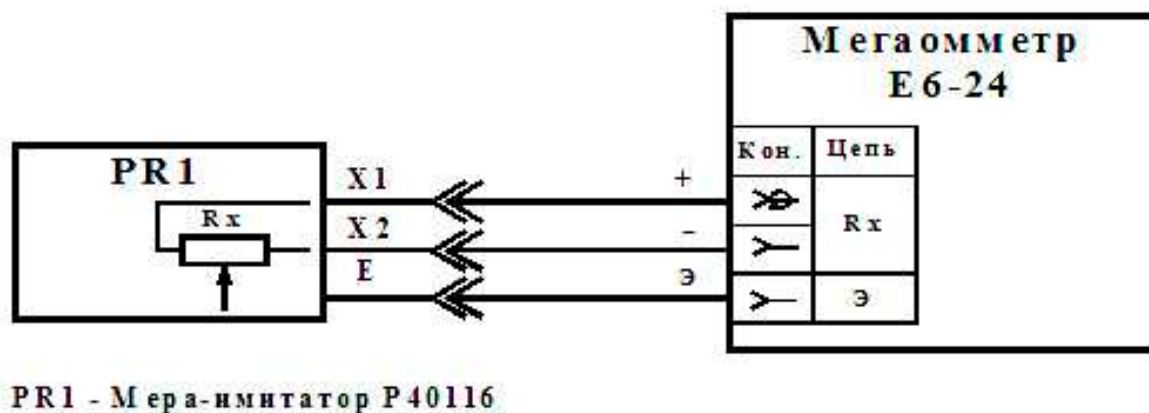 Мегаомметр
Е6-24
Кон. Цепь
PR1
X1 +
Rx
Rx
X2 -
E Э Э
PR1 - Мера-имитатор Р40116